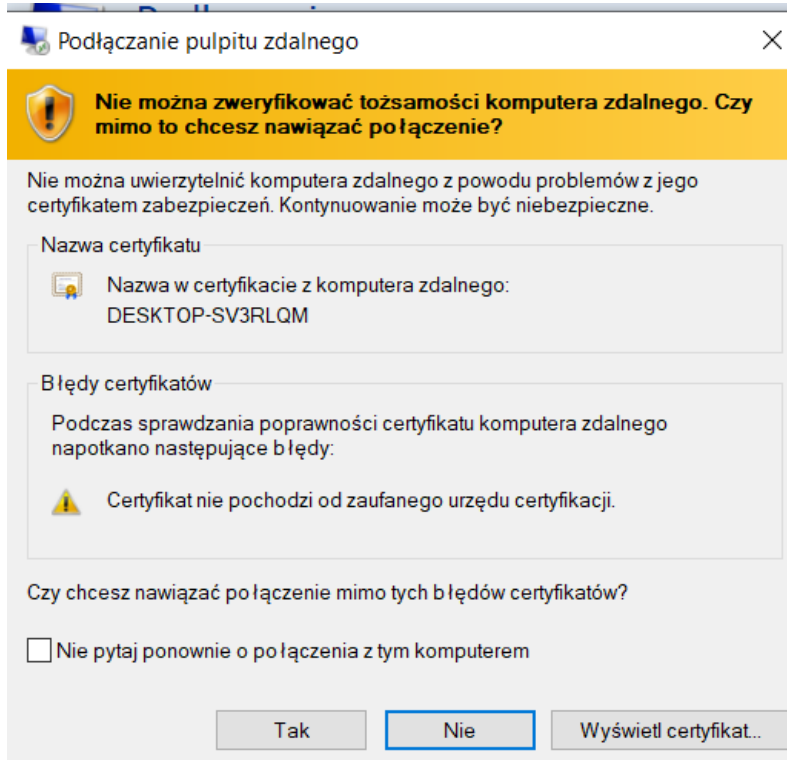 Podłączanie pulpitu zdalnego
Nie można zweryfikować tożsamości komputera zdalnego. Czy
mimo to chcesz nawiązać połączenie?
Nie można uwierzytelnić komputera zdalnego z powodu problemów z jego
certyfikatem zabezpieczeń. Kontynuowanie może być niebezpieczne.
Nazwa certyfikatu
Nazwa w certyfikacie z komputera zdalnego:
DESKTOP-SV3RLQM
Błędy certyfikatów
Podczas sprawdzania poprawności certyfikatu komputera zdalnego
napotkano następujące błędy:
Certyfikat nie pochodzi od zaufanego urzędu certyfikacji.
Czy chcesz nawiązać połączenie mimo tych błędów certyfikatów?
Nie pytaj ponownie o połączenia z tym komputerem
Tak
Nie
Wyświetl certyfikat...